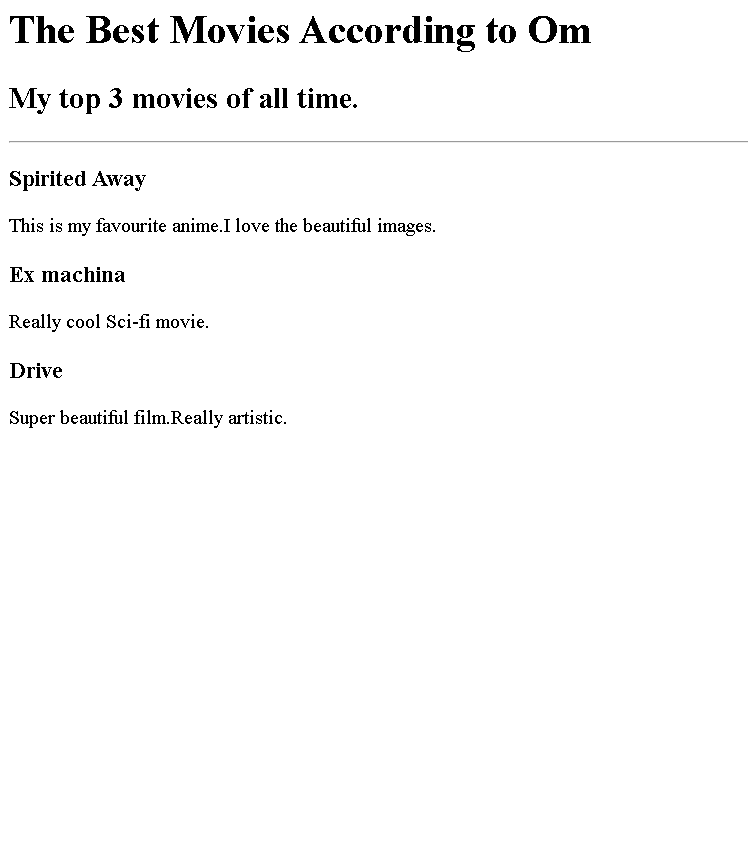 The Best Movies According to Om
My top 3 movies of all time.
Spirited Away
This is my favourite anime.I love the beautiful images.
Ex machina
Really cool Sci-fi movie.
Drive
Super beautiful film.Really artistic.